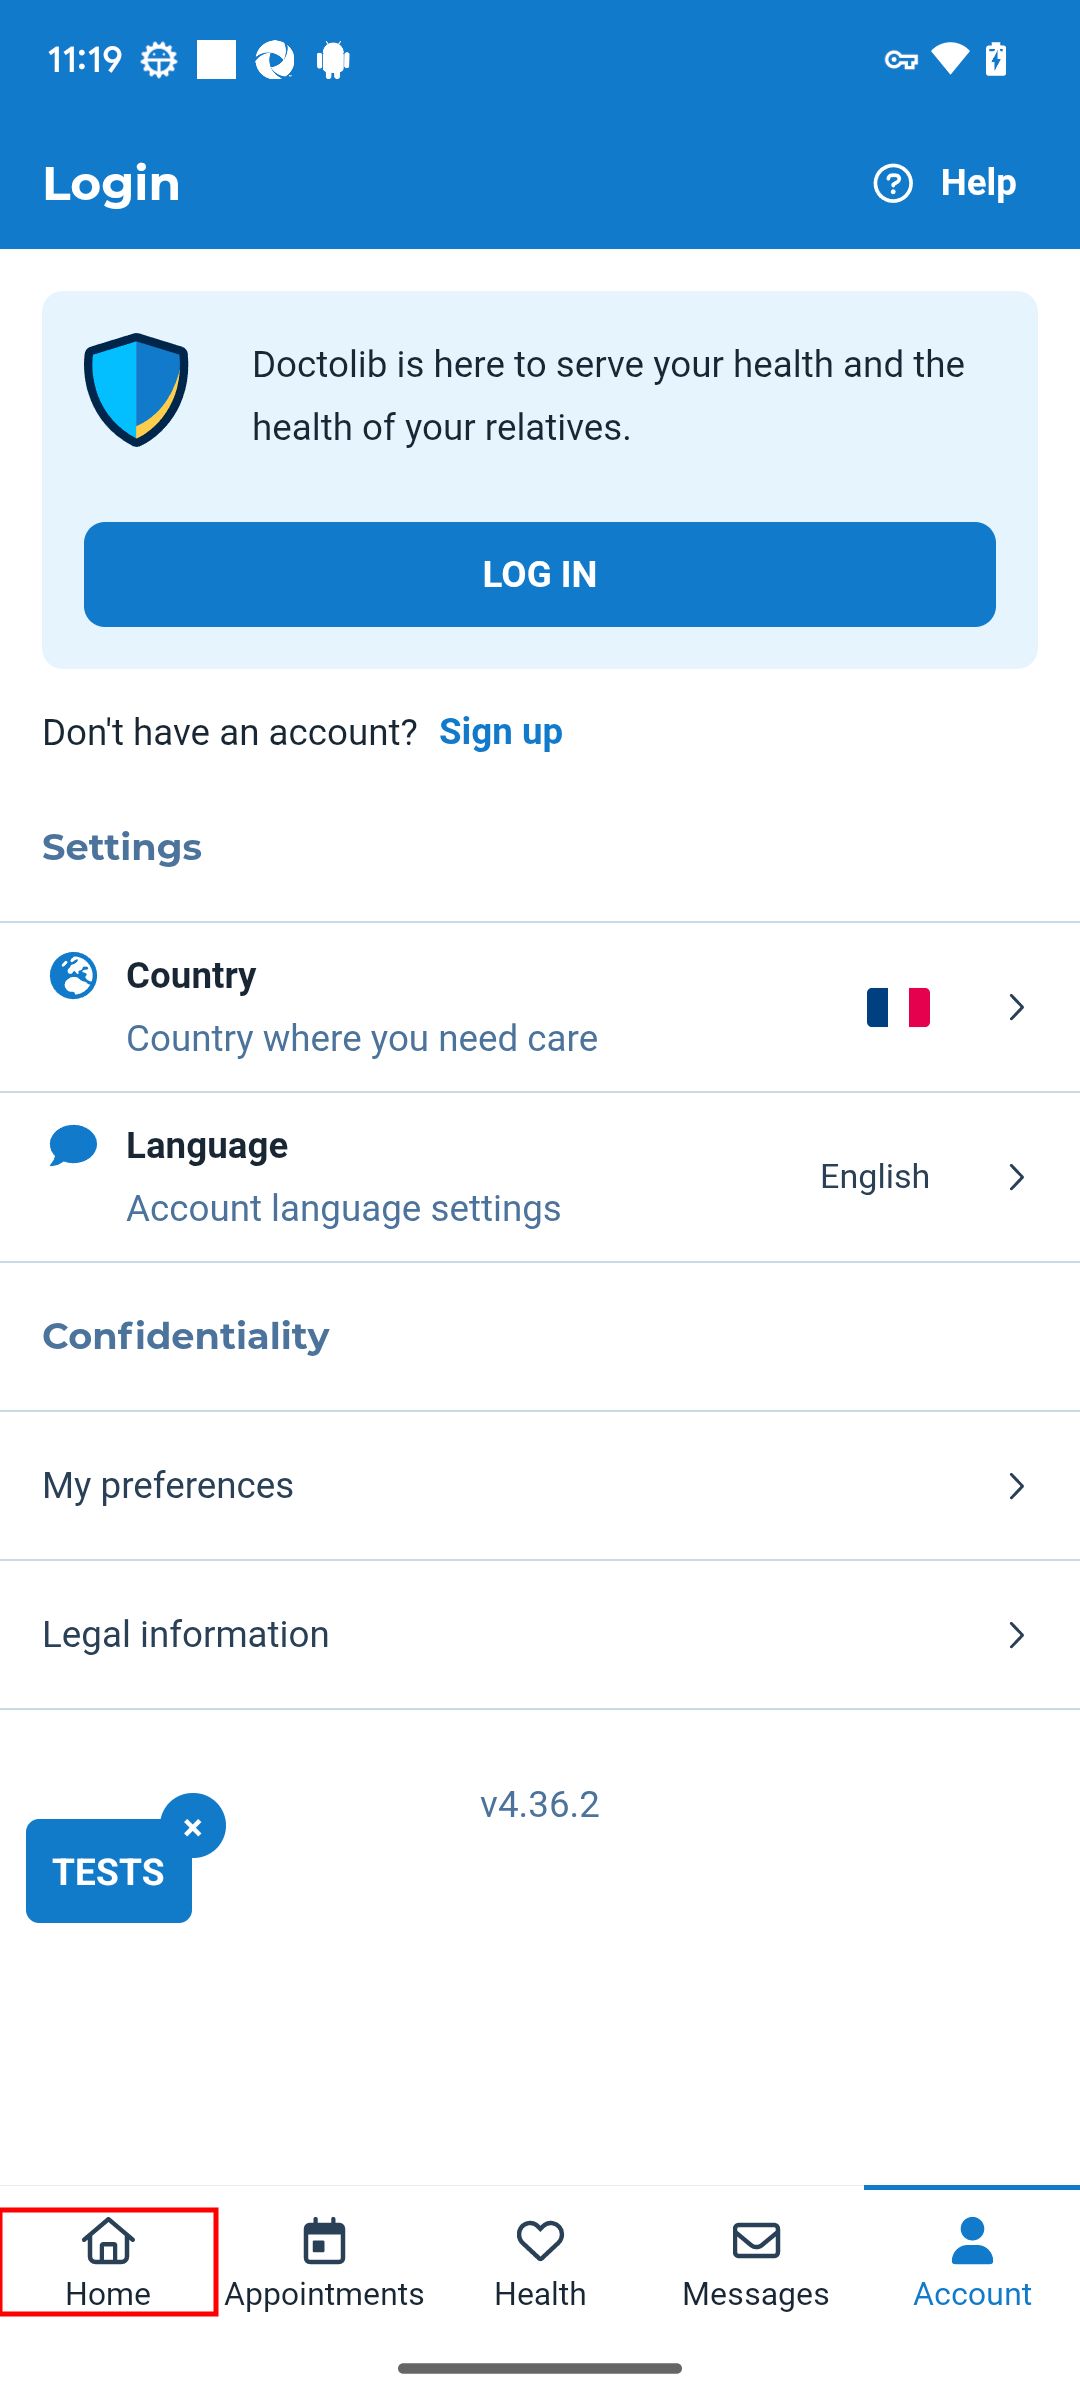 11:19
Login
Help
Doctolib is here to serve your health and the
health of your relatives.
LOG IN
Don't have an account? Sign up
Settings
Country
Country where you need care
Language
Account language settings
English
Confidentiality
My preferences
Legal information
v4.36.2
×
TESTS
Home
Appointments
Health
Messages
Account